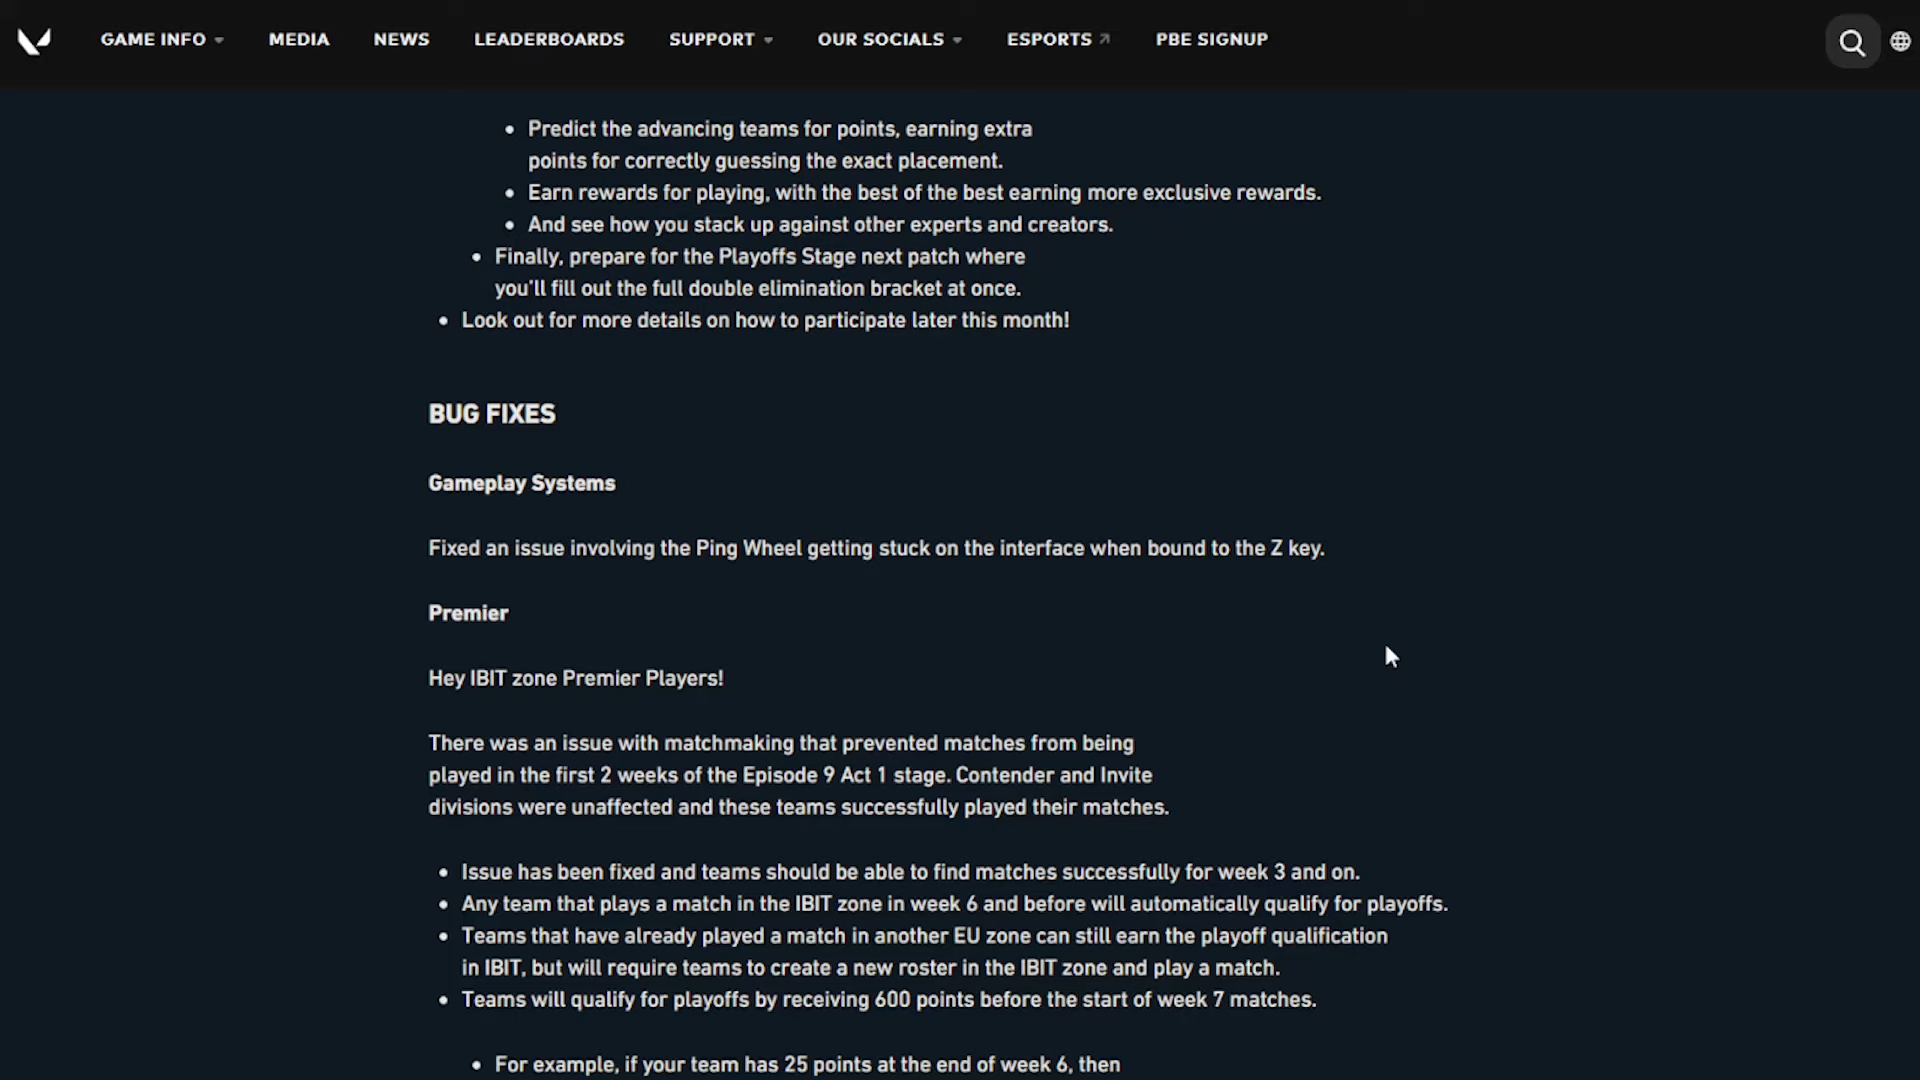 GAME INFO MEDIA NEWS LEADERBOARDS SUPPORT OUR SOCIALS ESPORTS PBE SIGNUP
Predict the advancing teams for points, earning extra
points for correctly guessing the exact placement.
Earn rewards for playing, with the best of the best earning more exclusive rewards.
And see how you stack up against other experts and creators.
Finally, prepare for the Playoffs Stage next patch where
you'll fill out the full double elimination bracket at once.
Look out for more details on how to participate later this month!
BUG FIXES
Gameplay Systems
Fixed an issue involving the Ping Wheel getting stuck on the interface when bound to the Z key.
Premier
Hey IBIT zone Premier Players!
There was an issue with matchmaking that prevented matches from being
played in the first 2 weeks of the Episode 9 Act 1 stage. Contender and Invite
divisions were unaffected and these teams successfully played their matches.
Issue has been fixed and teams should be able to find matches successfully for week 3 and on.
Any team that plays a match in the IBIT zone in week 6 and before will automatically qualify for playoffs.
Teams that have already played a match in another EU zone can still earn the playoff qualification
in IBIT, but will require teams to create a new roster in the IBIT zone and play a match.
Teams will qualify for playoffs by receiving 600 points before the start of week 7 matches.
For example, if your team has 25 points at the end of week 6, then